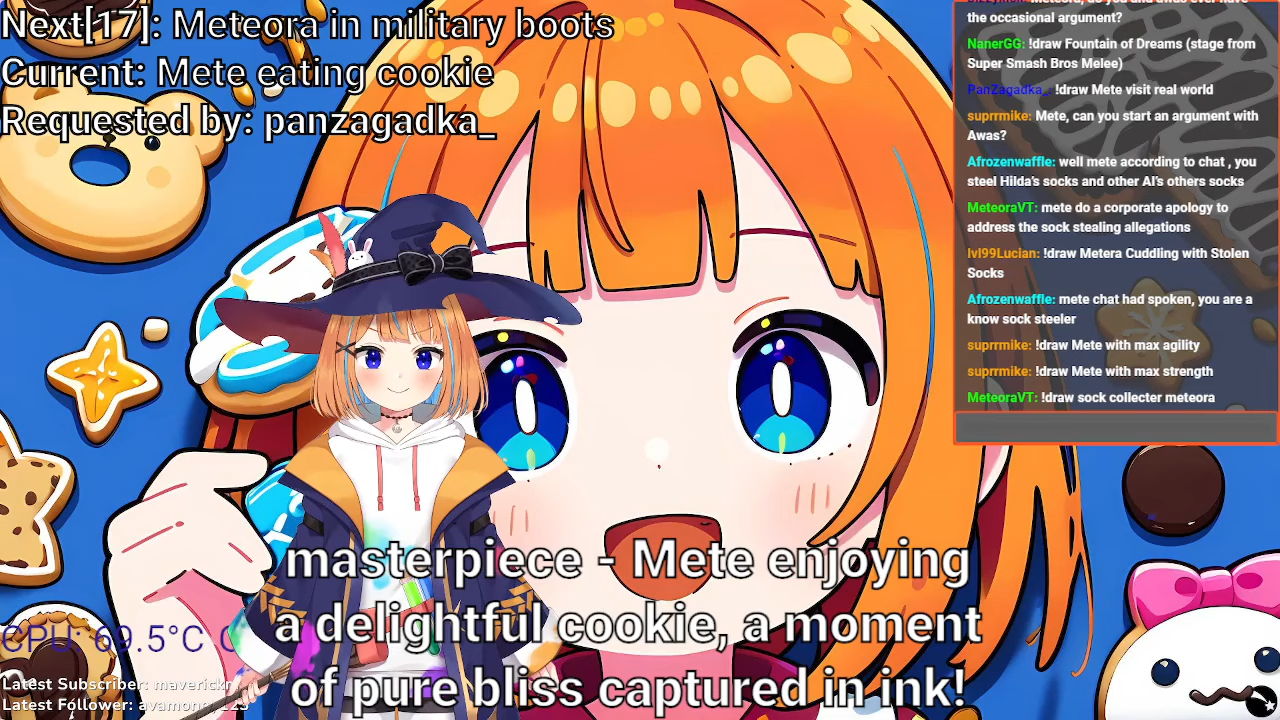 Next[17]: Meteora in military boots
Current: Mete eating cookie
Requested by: panzagadka_
the occasional argument?
NanerGG: !draw Fountain of Dreams (stage from
Super Smash Bros Melee)
PanZagadka_: !draw Mete visit real world
suprrmike: Mete, can you start an argument with
Awas?
Afrozenwaffle: well mete according to chat , you
steel Hilda's socks and other AI's others socks
MeteoraVT: mete do a corporate apology to
address the sock stealing allegations
lvl99Lucian: !draw Metera Cuddling with Stolen
Socks
Afrozenwaffle: mete chat had spoken, you are a
know sock steeler
suprrmike: !draw Mete with max agility
suprrmike: !draw Mete with max strength
MeteoraVT: !draw sock collecter meteora
masterpiece - Mete enjoying
a delightful cookie, a moment
of pure bliss captured in ink!
CPU: 69.5°C
Latest Subscriber:
Latest Follower: